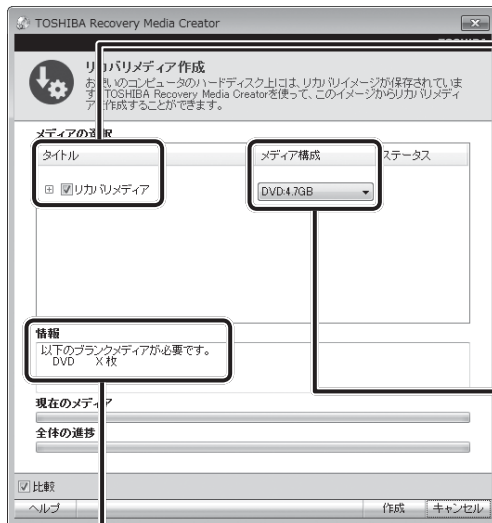 TOSHIBA Recovery Media Creator
リカバリメディア作成
お使いのコンピュータのハードディスク上には、リカバリイメージが保存されていま
す。TOSHIBA Recovery Media Creatorを使って、このイメージからリカバリメディ
アを作成することができます。
メディアの選択
タイトル メディア構成 ステータス
リカバリメディア DVD:4.7GB
情報
以下のブランクメディアが必要です。
DVD X枚
現在のメディア
全体の進捗
比較
ヘルプ 作成 キャンセル